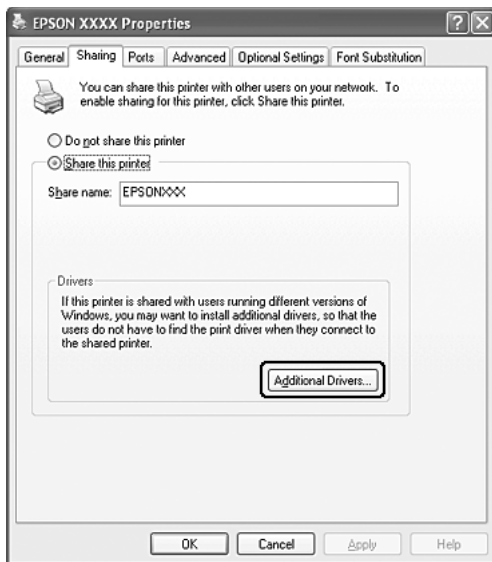 EPSON XXXX Properties
General Sharing Ports Advanced Optional Settings Font Substitution
You can share this printer with other users on your network. To
enable sharing for this printer, click Share this printer.
Do not share this printer
Share this printer
Share name: EPSONXXX
Drivers
If this printer is shared with users running different versions of
Windows, you may want to install additional drivers, so that the
users do not have to find the print driver when they connect to
the shared printer.
Additional Drivers...
OK Cancel Apply Help